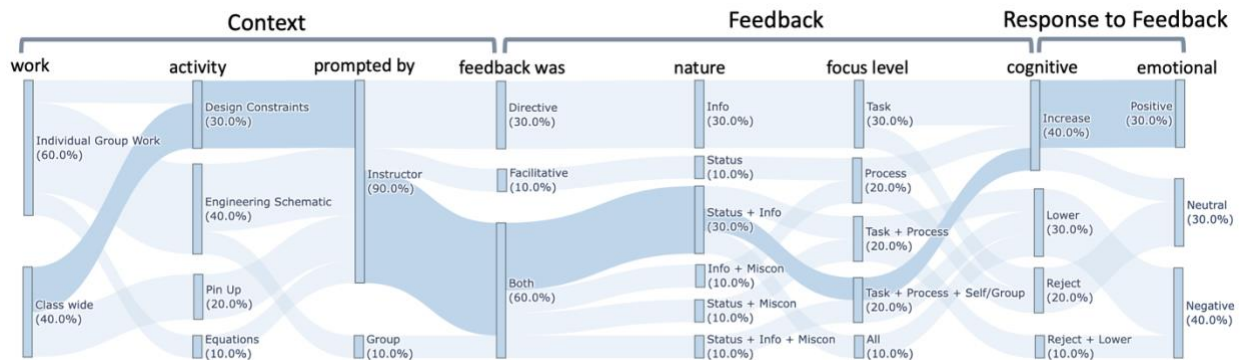 Context
Feedback
Response to Feedback
work
activity
prompted by
feedback was
nature
focus level
cognitive
emotional
Individual Group Work
(60.0%)
Class wide
(40.0%)
Design Constraints
(30.0%)
Engineering Schematic
(40.0%)
Pin Up
(20.0%)
Equations
(10.0%)
Instructor
(90.0%)
Group
(10.0%)
Directive
(30.0%)
Facilitative
(10.0%)
Both
(60.0%)
Info
(30.0%)
Status
(10.0%)
Status + Info
(30.0%)
Info + Miscon
(10.0%)
Status + Miscon
(10.0%)
Status + Info + Miscon
(10.0%)
Task
(30.0%)
Process
(20.0%)
Task + Process
(20.0%)
Task + Process + Self/Group
(20.0%)
All
(10.0%)
Increase
(40.0%)
Lower
(30.0%)
Reject
(20.0%)
Reject + Lower
(10.0%)
Positive
(30.0%)
Neutral
(30.0%)
Negative
(40.0%)